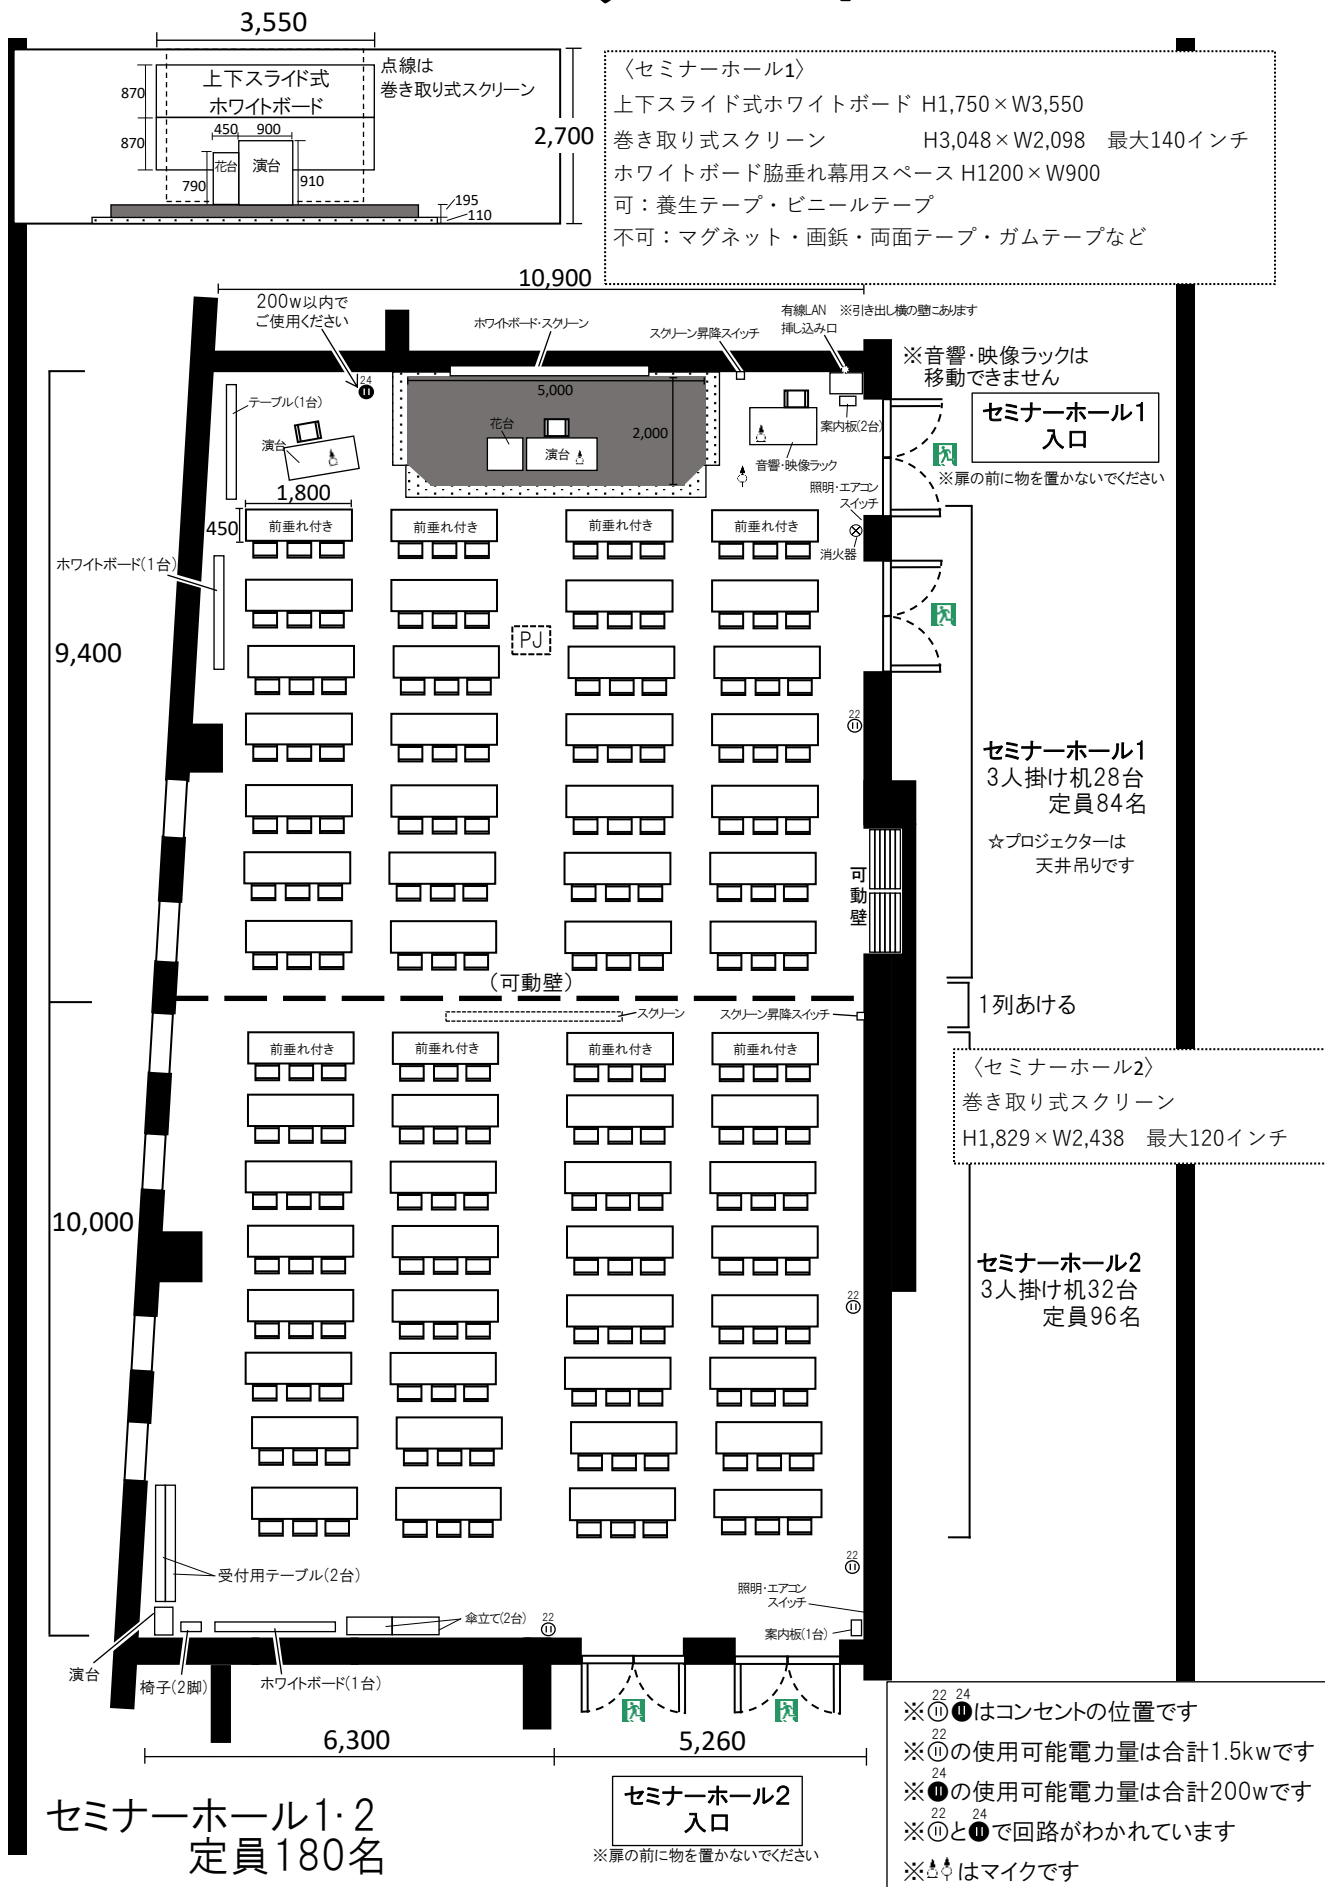 3,550
点線は
巻き取り式スクリーン
上下スライド式
ホワイトボード
870
870
450
900
花台
演台
790
910
195
110
2,700
〈セミナーホール1〉
上下スライド式ホワイトボード H1,750×W3,550
巻き取り式スクリーン H3,048×W2,098 最大140インチ
ホワイトボード脇垂れ幕用スペース H1200×W900
可：養生テープ・ビニールテープ
不可：マグネット・画鋲・両面テープ・ガムテープなど
10,900
200w以内で
ご使用ください
ホワイトボード・スクリーン
スクリーン昇降スイッチ
有線LAN ※引き出し横の壁にあります
挿し込み口
※音響・映像ラックは
移動できません
24
テーブル(1台)
演台
5,000
2,000
花台
演台
音響・映像ラック
案内板(2台)
セミナーホール1
入口
※扉の前に物を置かないでください
照明・エアコン
スイッチ
消火器
1,800
450
前垂れ付き
前垂れ付き
前垂れ付き
前垂れ付き
ホワイトボード(1台)
9,400
PJ
22
セミナーホール1
3人掛け机28台
定員84名
☆プロジェクターは
天井吊りです
可動壁
(可動壁)
スクリーン
スクリーン昇降スイッチ
1列あける
前垂れ付き
前垂れ付き
前垂れ付き
前垂れ付き
〈セミナーホール2〉
巻き取り式スクリーン
H1,829×W2,438 最大120インチ
10,000
22
セミナーホール2
3人掛け机32台
定員96名
22
受付用テーブル(2台)
照明・エアコン
スイッチ
案内板(1台)
傘立て(2台)
22
演台
椅子(2脚)
ホワイトボード(1台)
6,300
5,260
セミナーホール2
入口
※扉の前に物を置かないでください
セミナーホール1・2
定員180名
22 24
※はコンセントの位置です
22
※の使用可能電力量は合計1.5kwです
24
※の使用可能電力量は合計200wです
22 24
※とで回路がわかれています
※はマイクです